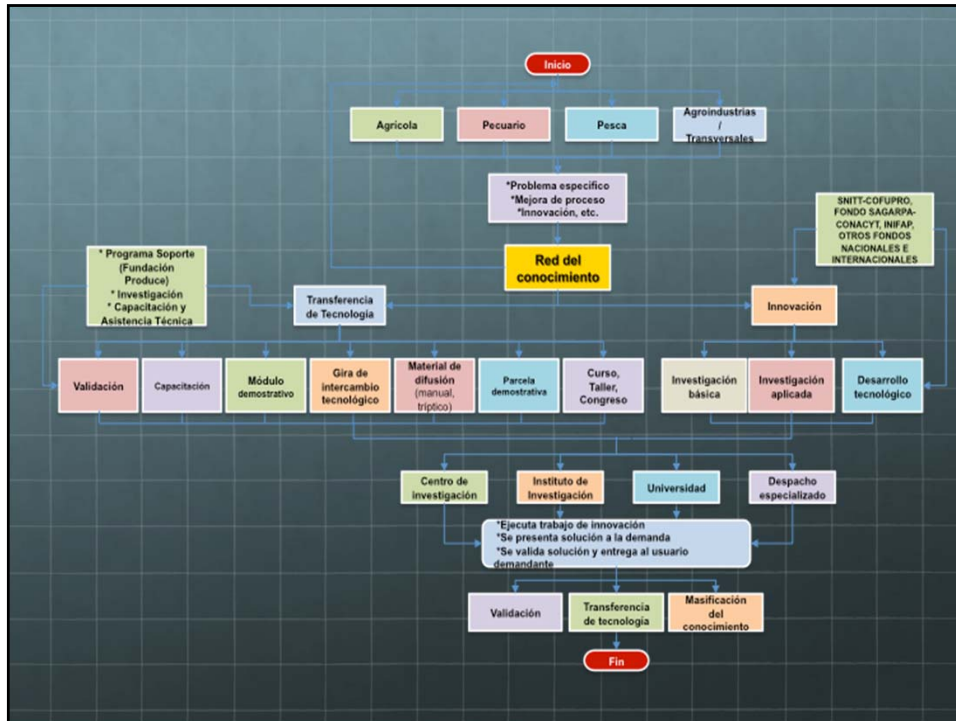 Inicio
Agrícola
Pecuario
Pesca
Agroindustrias
/
Transversales
*Problema específico
*Mejora de proceso
*Innovación, etc.
SNITT-COFUPRO,
FONDO SAGARPA-
CONACYT, INIFAP,
OTROS FONDOS
NACIONALES E
INTERNACIONALES
* Programa Soporte
(Fundación
Produce)
* Investigación
* Capacitación y
Asistencia Técnica
Red del
conocimiento
Transferencia
de Tecnología
Innovación
Validación
Capacitación
Módulo
demostrativo
Gira de
intercambio
tecnológico
Material de
difusión
(manual,
tríptico)
Parcela
demostrativa
Curso,
Taller,
Congreso
Investigación
básica
Investigación
aplicada
Desarrollo
tecnológico
Centro de
investigación
Instituto de
Investigación
Universidad
Despacho
especializado
*Ejecuta trabajo de innovación
*Se presenta solución a la demanda
*Se valida solución y entrega al usuario
demandante
Validación
Transferencia
de tecnología
Masificación
del
conocimiento
Fin